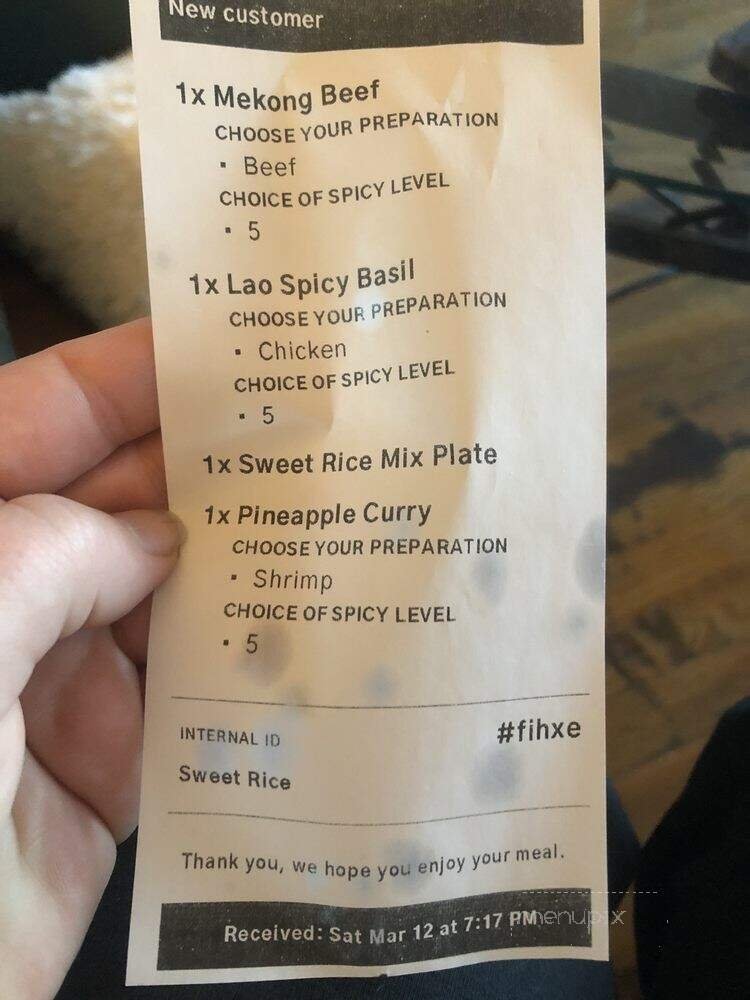 New customer
1x Mekong Beef
CHOOSE YOUR PREPARATION
▪ Beef
CHOICE OF SPICY LEVEL
▪ 5
1x Lao Spicy Basil
CHOOSE YOUR PREPARATION
▪ Chicken
CHOICE OF SPICY LEVEL
▪ 5
1x Sweet Rice Mix Plate
1x Pineapple Curry
CHOOSE YOUR PREPARATION
▪ Shrimp
CHOICE OF SPICY LEVEL
▪ 5
INTERNAL ID #fihxe
Sweet Rice
Thank you, we hope you enjoy your meal.
Received: Sat Mar 12 at 7:17 PM
menupix